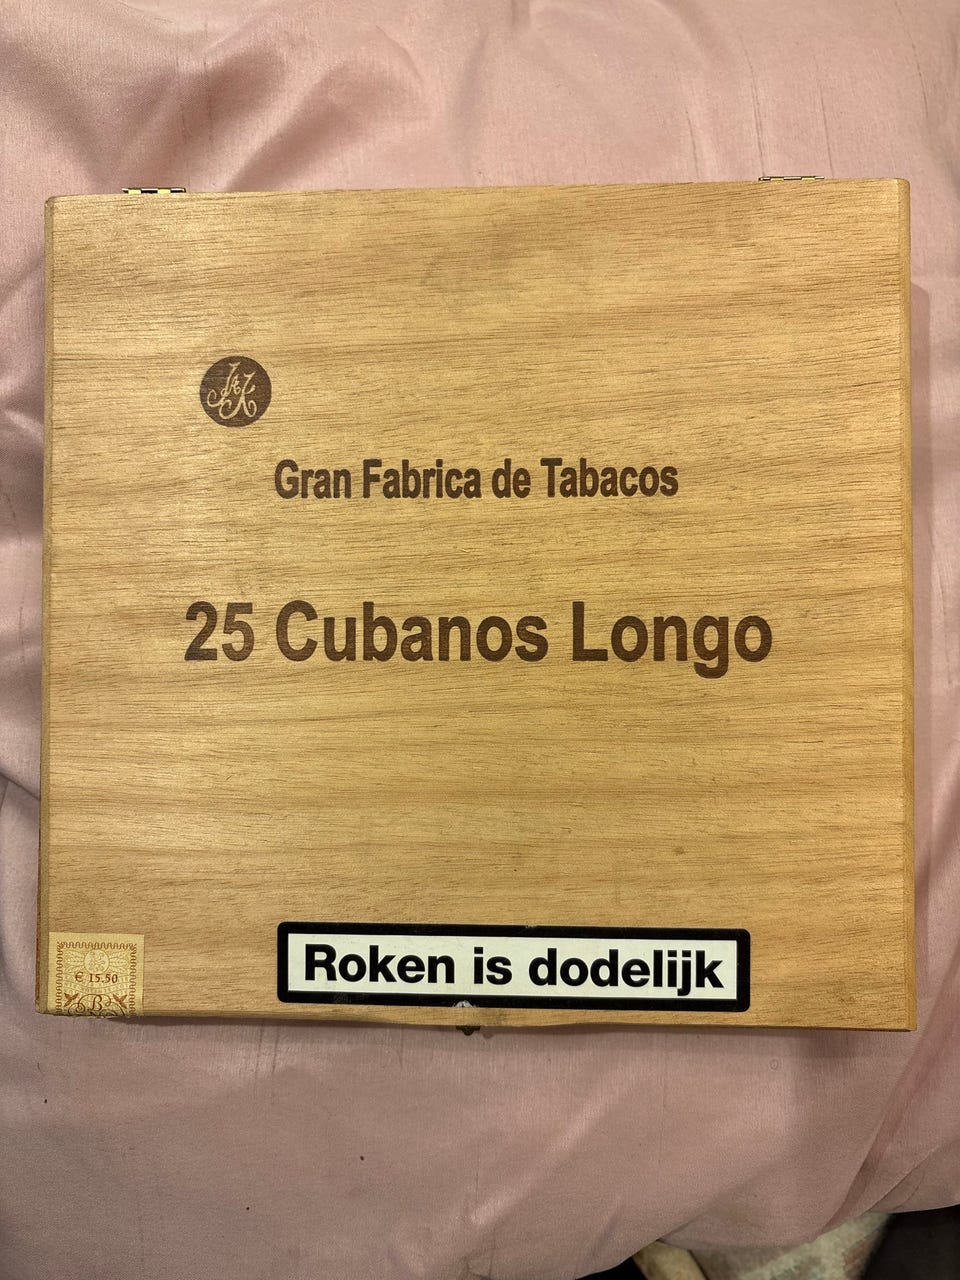 Gran Fabrica de Tabacos
25 Cubanos Longo
Roken is dodelijk
€ 15.50
B